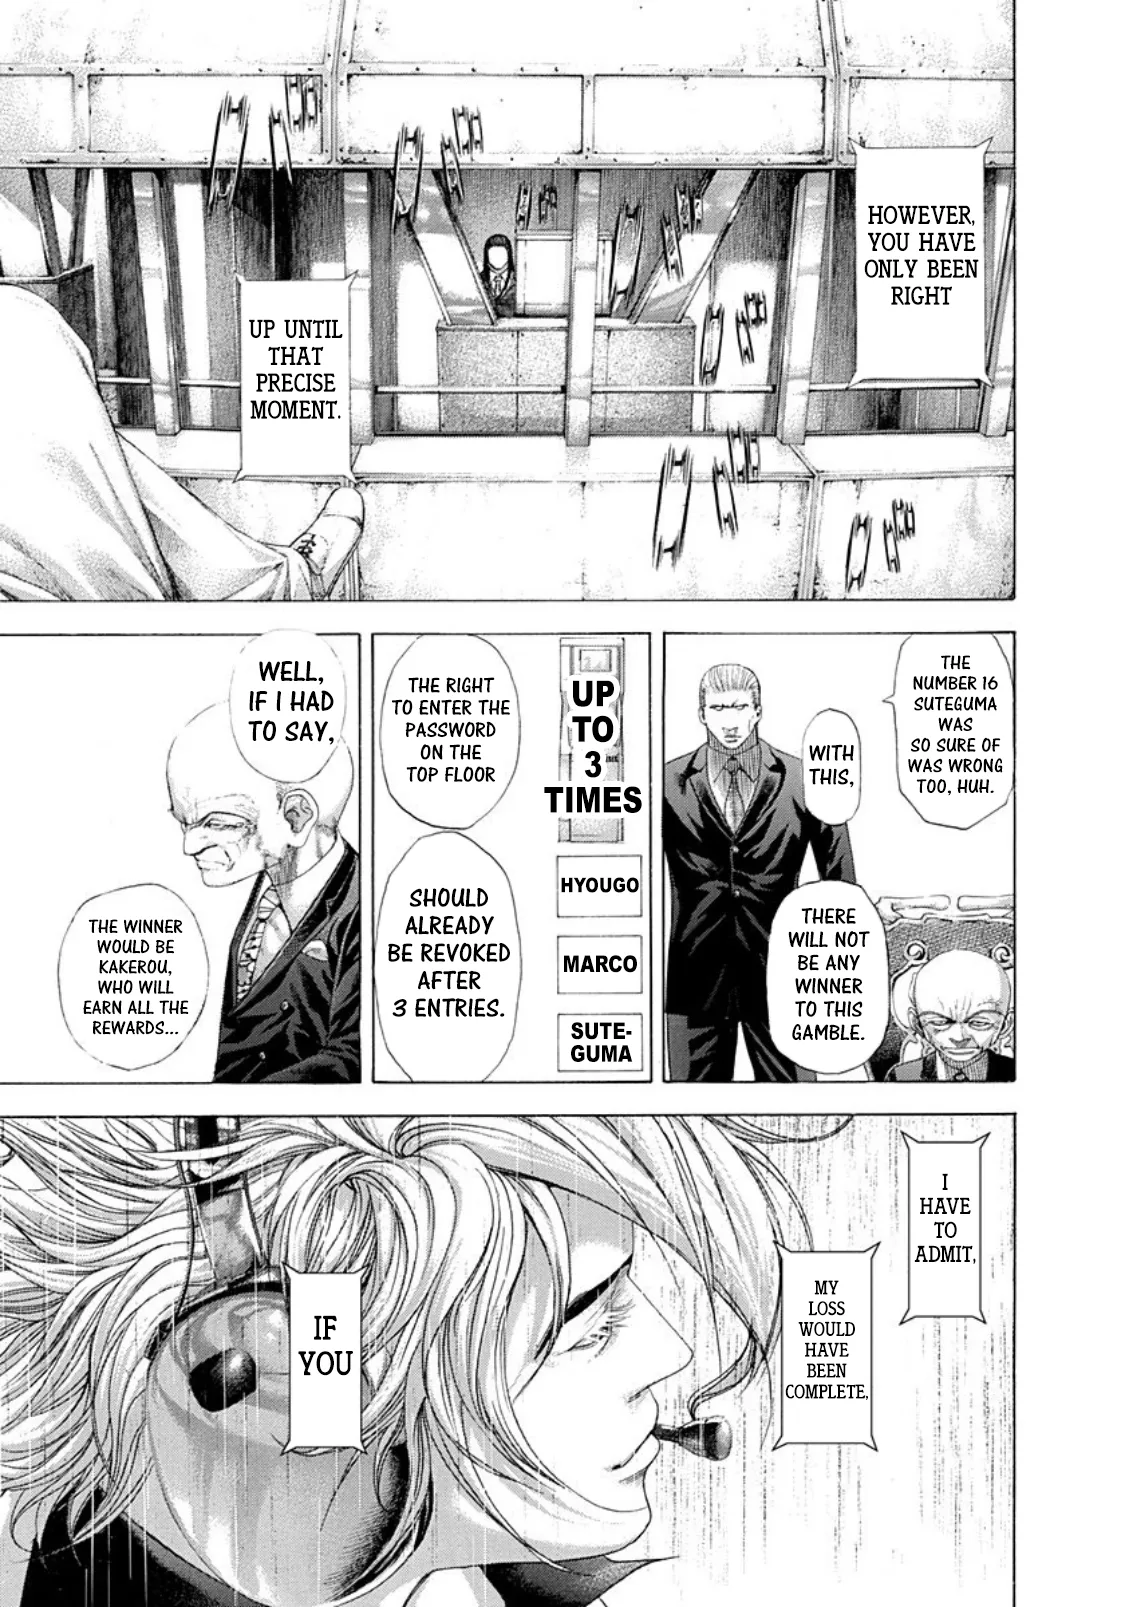 HOWEVER,
YOU HAVE
ONLY BEEN
RIGHT
UP UNTIL
THAT
PRECISE
MOMENT.
THE
NUMBER 16
SUTEGUMA
WAS
SO SURE OF
WAS WRONG
TOO, HUH.
WITH
THIS,
THERE
WILL NOT
BE ANY
WINNER
TO THIS
GAMBLE.
UP
TO
3
TIMES
HYOUGO
MARCO
SUTE-
GUMA
THE RIGHT
TO ENTER THE
PASSWORD
ON THE
TOP FLOOR
SHOULD
ALREADY
BE REVOKED
AFTER
3 ENTRIES.
WELL,
IF I HAD
TO SAY,
THE WINNER
WOULD BE
KAKEROU,
WHO WILL
EARN ALL THE
REWARDS...
I
HAVE
TO
ADMIT,
MY
LOSS
WOULD
HAVE
BEEN
COMPLETE,
IF
YOU